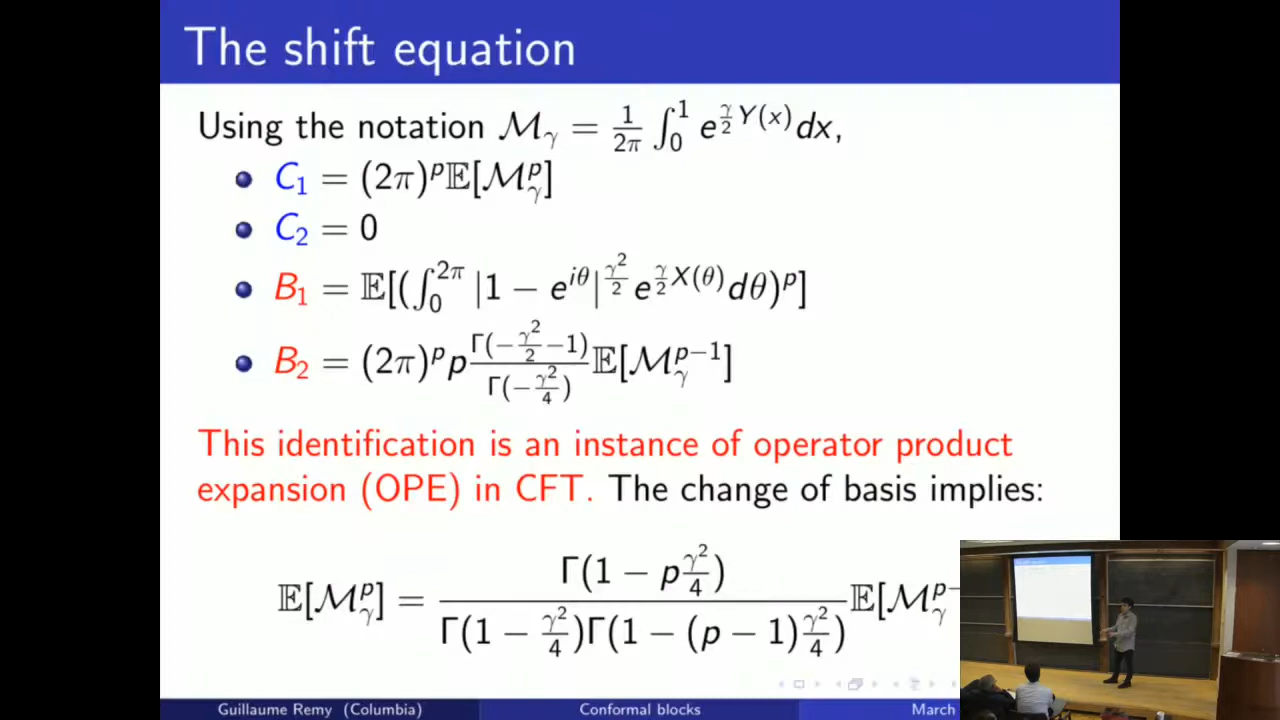 The shift equation
Using the notation $\mathcal{M}_\gamma = \frac{1}{2\pi} \int_0^1 e^{\frac{\gamma}{2} Y(x)} dx$,
$C_1 = (2\pi)^p \mathbb{E}[\mathcal{M}_\gamma^p]$
$C_2 = 0$
$B_1 = \mathbb{E}[(\int_0^{2\pi} |1 - e^{i\theta}|^{\frac{\gamma^2}{2}} e^{\frac{\gamma}{2} X(\theta)} d\theta)^p]$
$B_2 = (2\pi)^p p \frac{\Gamma(-\frac{\gamma^2}{2} - 1)}{\Gamma(-\frac{\gamma^2}{4})} \mathbb{E}[\mathcal{M}_\gamma^{p-1}]$
This identification is an instance of operator product
expansion (OPE) in CFT. The change of basis implies:
$\mathbb{E}[\mathcal{M}_\gamma^p] = \frac{\Gamma(1 - p\frac{\gamma^2}{4})}{\Gamma(1 - \frac{\gamma^2}{4})\Gamma(1 - (p-1)\frac{\gamma^2}{4})} \mathbb{E}[\mathcal{M}_\gamma^{p-}$
Guillaume Remy (Columbia) Conformal blocks March